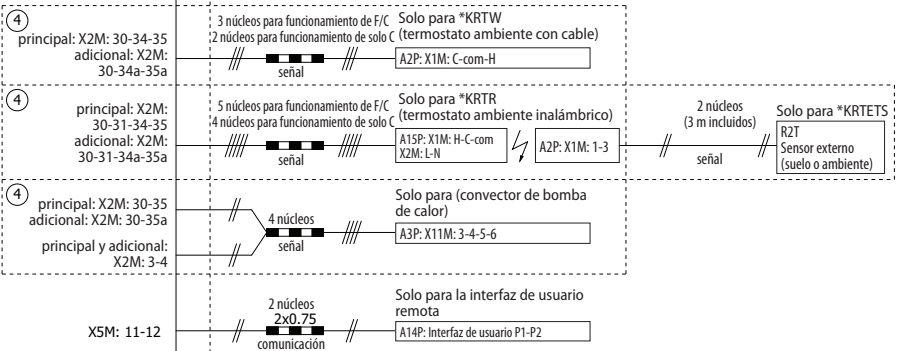 4
principal: X2M: 30-34-35
adicional: X2M:
30-34a-35a
3 núcleos para funcionamiento de F/C
2 núcleos para funcionamiento de solo C
señal
Solo para *KRTW
(termostato ambiente con cable)
A2P: X1M: C-com-H
4
principal: X2M:
30-31-34-35
adicional: X2M:
30-31-34a-35a
5 núcleos para funcionamiento de F/C
4 núcleos para funcionamiento de solo C
señal
Solo para *KRTR
(termostato ambiente inalámbrico)
A15P: X1M: H-C-com
X2M: L-N
A2P: X1M: 1-3
2 núcleos
(3 m incluidos)
señal
Solo para *KRTETS
R2T
Sensor externo
(suelo o ambiente)
4
principal: X2M: 30-35
adicional: X2M: 30-35a
principal y adicional:
X2M: 3-4
4 núcleos
señal
Solo para (convector de bomba
de calor)
A3P: X11M: 3-4-5-6
X5M: 11-12
2 núcleos
2x0.75
comunicación
Solo para la interfaz de usuario
remota
A14P: Interfaz de usuario P1-P2